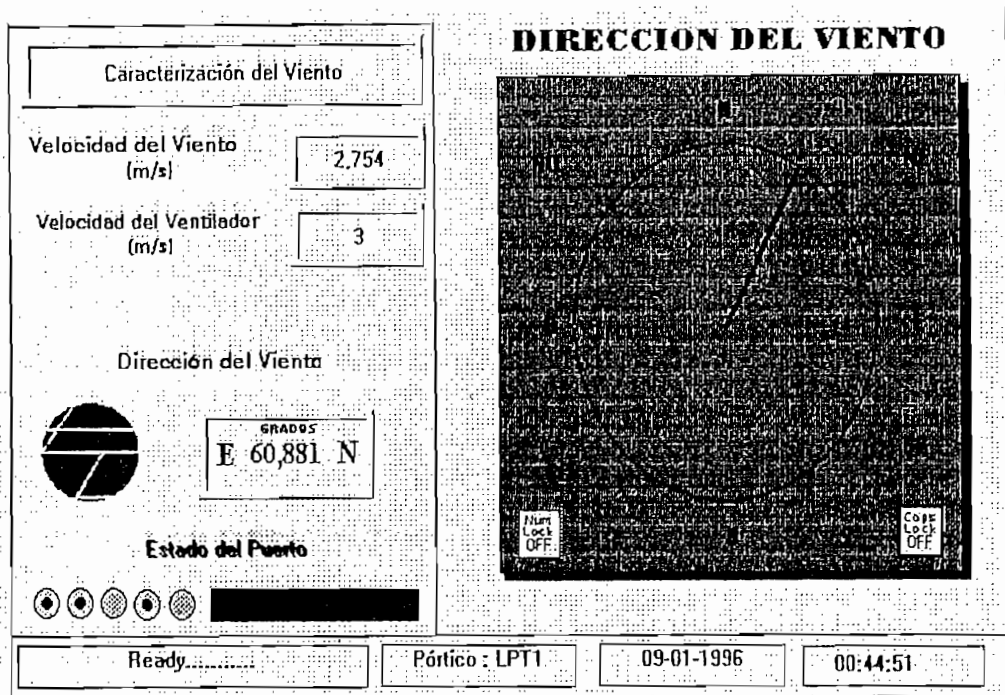 DIRECCION DEL VIENTO
Caracterización del Viento
Velocidad del Viento
(m/s)
2,754
Velocidad del Ventilador
(m/s)
3
Dirección del Viento
GRADOS
E 60,881 N
Num
Lock
OFF
Caps
Lock
OFF
Estado del Puerto
Ready...........
Pórtico : LPT1
09-01-1996
00:44:51